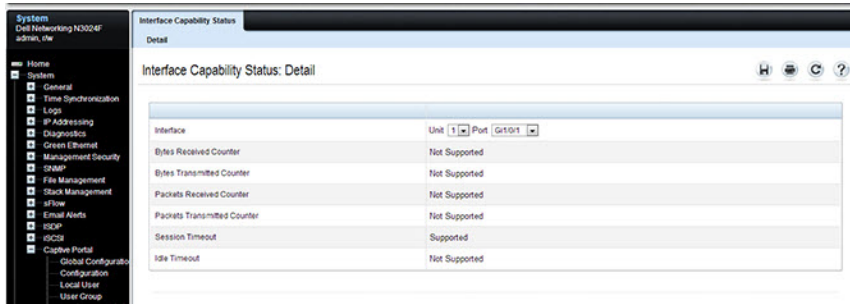 System
Dell Networking N3024F
admin, r/w
Home
System
General
Time Synchronization
Logs
IP Addressing
Diagnostics
Green Ethernet
Management Security
SNMP
File Management
Stack Management
sFlow
Email Alerts
ISDP
iSCSI
Captive Portal
Global Configuratio
Configuration
Local User
User Group
Interface Capability Status
Detail
Interface Capability Status: Detail
?
Interface Unit 1 Port Gi1/0/1
Bytes Received Counter Not Supported
Bytes Transmitted Counter Not Supported
Packets Received Counter Not Supported
Packets Transmitted Counter Not Supported
Session Timeout Supported
Idle Timeout Not Supported